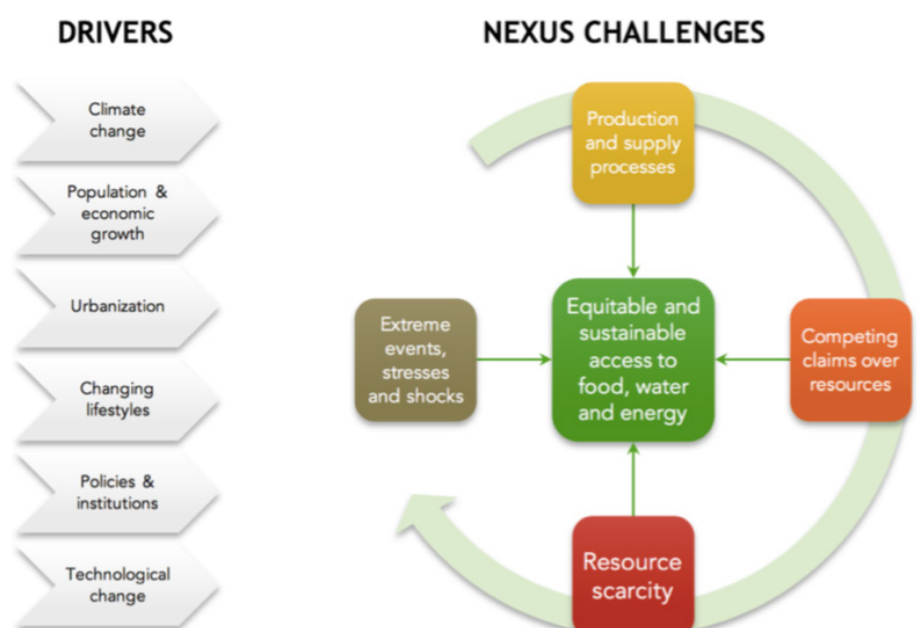 DRIVERS
Climate
change
Population &
economic
growth
Urbanization
Changing
lifestyles
Policies &
institutions
Technological
change
NEXUS CHALLENGES
Production
and supply
processes
Extreme
events,
stresses
and shocks
Equitable and
sustainable
access to
food, water
and energy
Competing
claims over
resources
Resource
scarcity